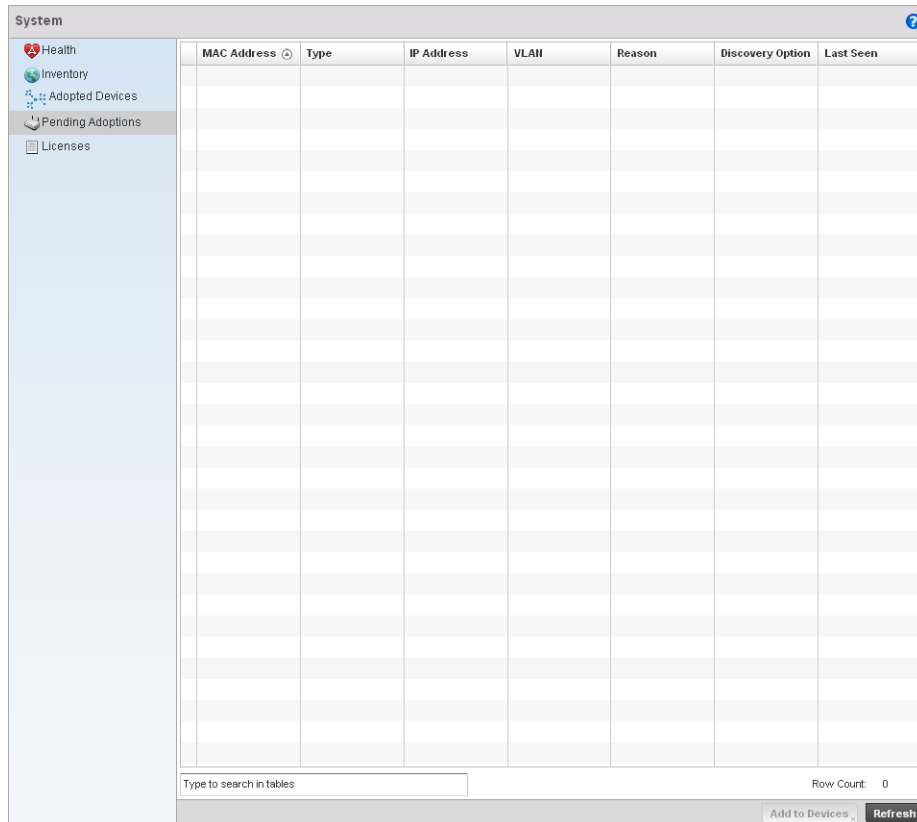 System
Health
Inventory
Adopted Devices
Pending Adoptions
Licenses
MAC Address Type IP Address VLAN Reason Discovery Option Last Seen
Type to search in tables
Row Count: 0
Add to Devices Refresh